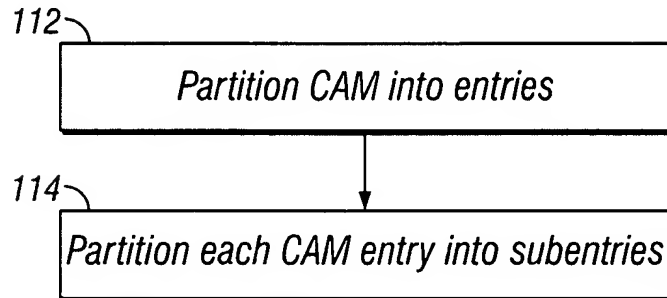 112
Partition CAM into entries
114
Partition each CAM entry into subentries